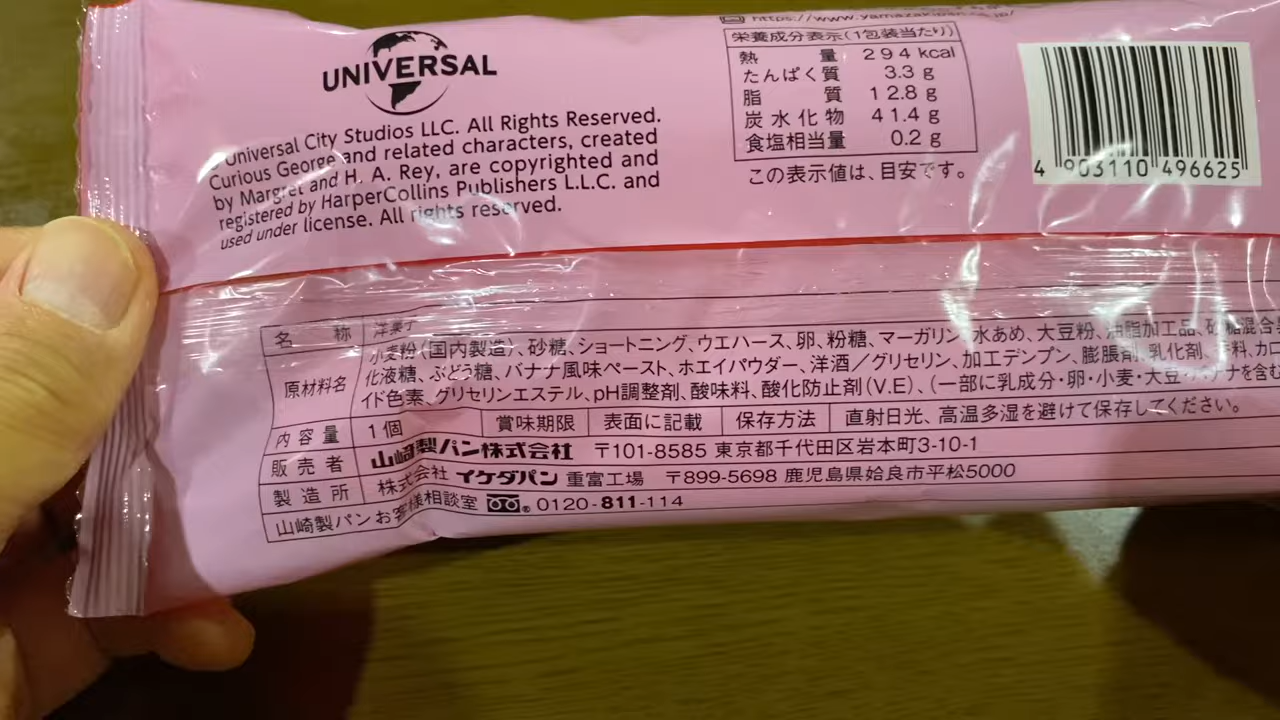 UNIVERSAL
Universal City Studios LLC. All Rights Reserved.
Curious George and related characters, created
by Margret and H. A. Rey, are copyrighted and
registered by HarperCollins Publishers L.L.C. and
used under license. All rights reserved.
https://www.yamazakipan.co.jp/
栄養成分表示(1包装当たり)
熱量 294 kcal
たんぱく質 3.3 g
脂質 12.8 g
炭水化物 41.4 g
食塩相当量 0.2 g
この表示値は、目安です。
4 903110 496625
名称 洋菓子
原材料名 小麦粉(国内製造)、砂糖、ショートニング、ウエハース、卵、粉糖、マーガリン、水あめ、大豆粉、油脂加工品、砂糖混合
化液糖、ぶどう糖、バナナ風味ペースト、ホエイパウダー、洋酒/グリセリン、加工デンプン、膨脹剤、乳化剤、香料、カロ
イド色素、グリセリンエステル、pH調整剤、酸味料、酸化防止剤(V.E)、(一部に乳成分・卵・小麦・大豆・バナナを含む
内容量 1個 賞味期限 表面に記載 保存方法 直射日光、高温多湿を避けて保存してください。
販売者 山崎製パン株式会社 〒101-8585 東京都千代田区岩本町3-10-1
製造所 株式会社 イケダパン 重富工場 〒899-5698 鹿児島県姶良市平松5000
山崎製パンお客様相談室 0120-811-114